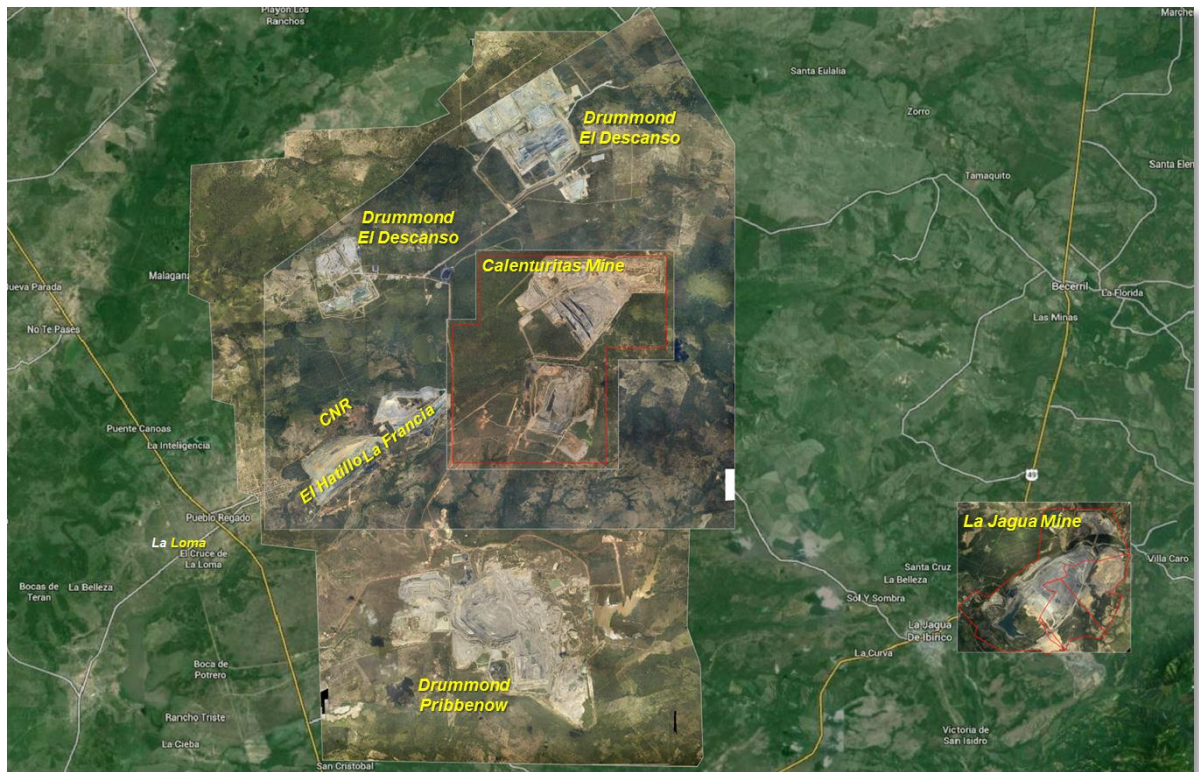 Playon Los
Ranchos
Marche
Santa Eulalia
Zorro
Drummond
El Descanso
Santa Elen
Tamaquito
Drummond
El Descanso
Calenturitas Mine
Malagana
Nueva Parada
Becerril
La Florida
No Te Pases
Las Minas
CNR
El Hatillo La Francia
Puente Canoas
La Inteligencia
49
Pueblo Regado
La Jagua Mine
La Loma
El Cruce de
La Loma
Villa Caro
Santa Cruz
La Belleza
Bocas de
Teran
La Belleza
Sol Y Sombra
La Jagua
De Ibirico
La Curva
Boca de
Potrero
Drummond
Pribbenow
Rancho Triste
Victoria de
San Isidro
La Cieba
San Cristobal